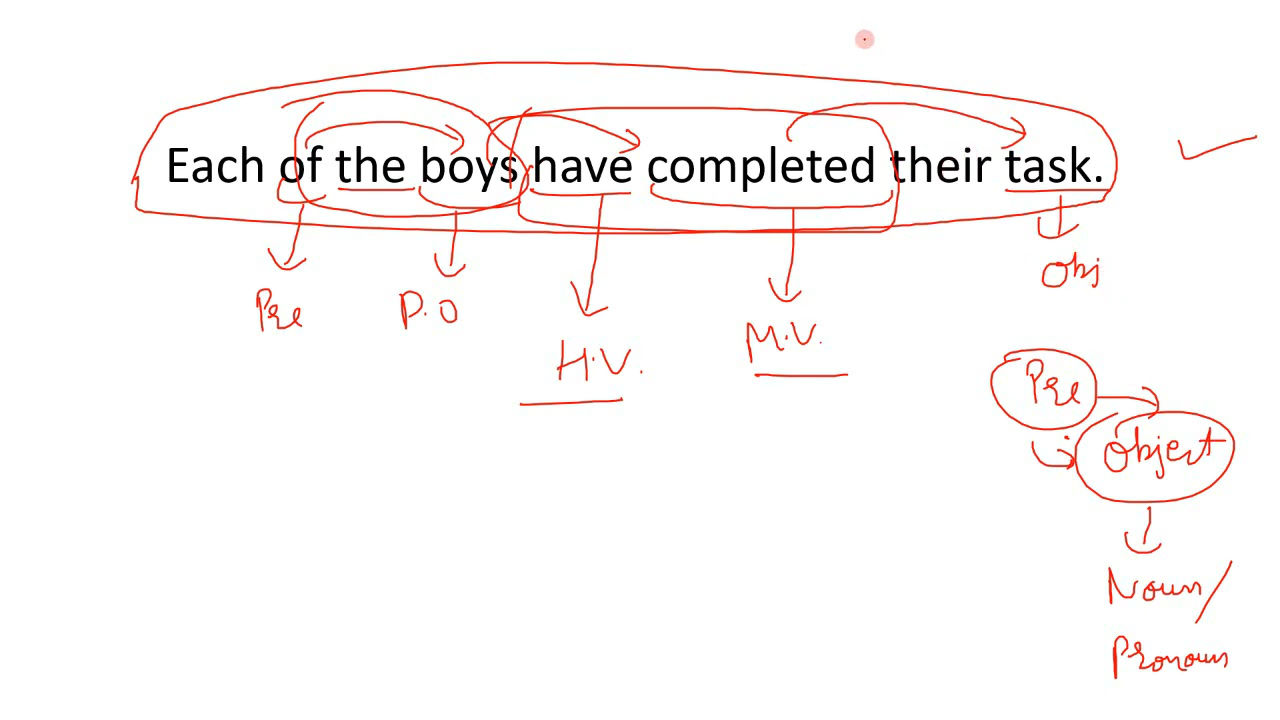 Each of the boys have completed their task.
Obj
Pre
P.O
M.V.
H.V.
Pre
object
Noun/
Pronoun